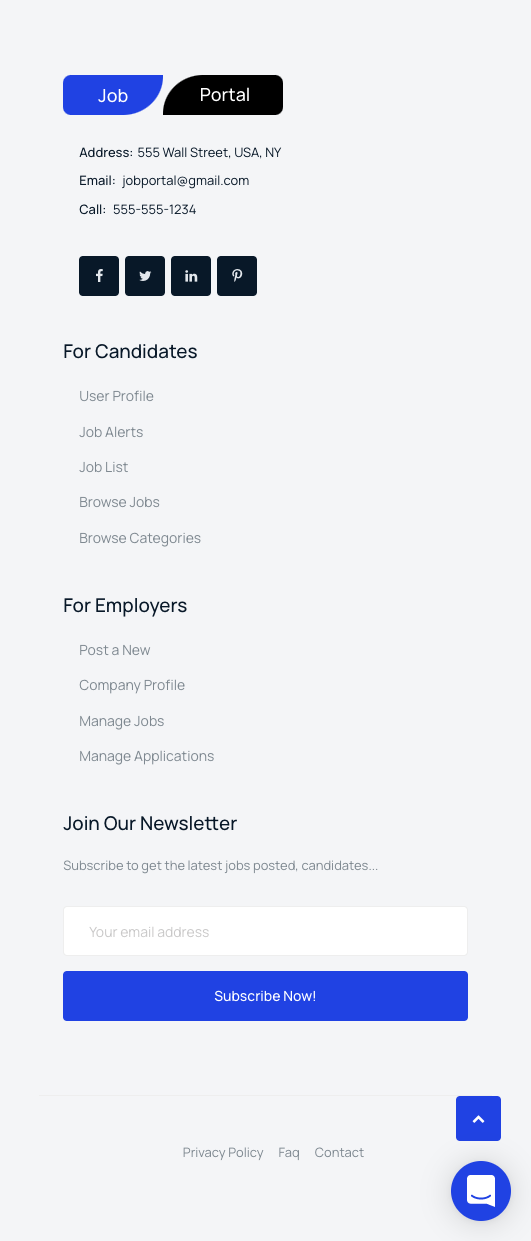 Job Portal
Address: 555 Wall Street, USA, NY
Email: jobportal@gmail.com
Call: 555-555-1234
For Candidates
User Profile
Job Alerts
Job List
Browse Jobs
Browse Categories
For Employers
Post a New
Company Profile
Manage Jobs
Manage Applications
Join Our Newsletter
Subscribe to get the latest jobs posted, candidates...
Your email address
Subscribe Now!
Privacy Policy Faq Contact